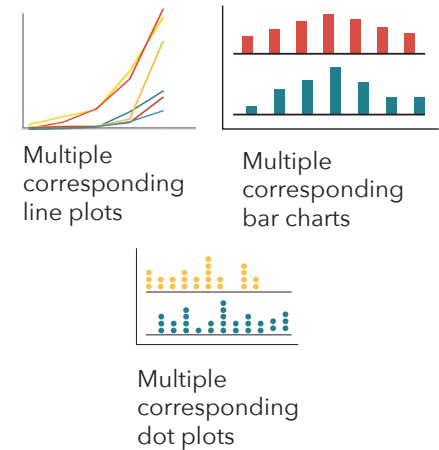 Multiple
corresponding
line plots
Multiple
corresponding
bar charts
Multiple
corresponding
dot plots